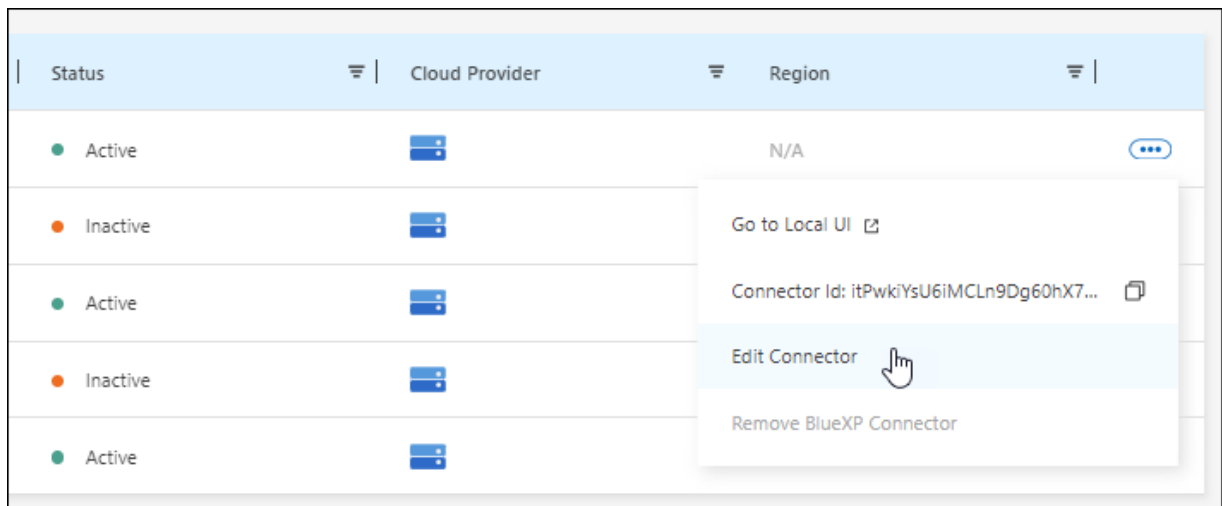 Status Cloud Provider Region
Active N/A
Inactive
Go to Local UI
Connector Id: itPwkiYsU6iMCLn9Dg60hX7...
Active
Edit Connector
Inactive
Remove BlueXP Connector
Active